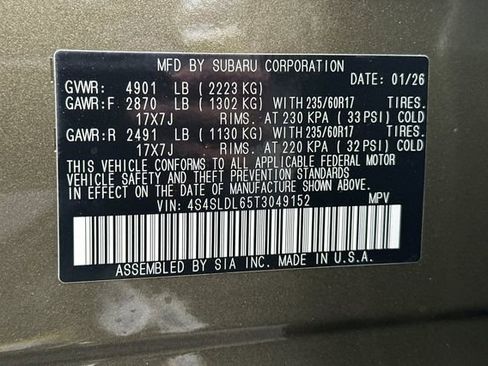 MFD BY SUBARU CORPORATION
DATE: 01/26
GVWR: 4901 LB (2223 KG)
GAWR:F 2870 LB (1302 KG) WITH 235/60R17 TIRES.
17X7J RIMS. AT 230 KPA (33 PSI) COLD
GAWR:R 2491 LB (1130 KG) WITH 235/60R17 TIRES.
17X7J RIMS. AT 220 KPA (32 PSI) COLD
THIS VEHICLE CONFORMS TO ALL APPLICABLE FEDERAL MOTOR
VEHICLE SAFETY AND THEFT PREVENTION STANDARDS
IN EFFECT ON THE DATE OF MANUFACTURE SHOWN ABOVE.
VIN: 4S4SLDL65T3049152 MPV
ASSEMBLED BY SIA INC. MADE IN U.S.A.